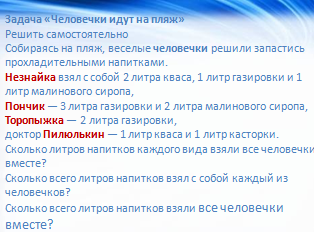 Задача «Человечки идут на пляж»
Решить самостоятельно
Собираясь на пляж, веселые человечки решили запастись
прохладительными напитками.
Незнайка взял с собой 2 литра кваса, 1 литр газировки и 1
литр малинового сиропа,
Пончик — 3 литра газировки и 2 литра малинового сиропа,
Торопыжка — 2 литра газировки,
доктор Пилюлькин — 1 литр кваса и 1 литр касторки.
Сколько литров напитков каждого вида взяли все человечки
вместе?
Сколько всего литров напитков взял с собой каждый из
человечков?
Сколько всего литров напитков взяли все человечки
вместе?